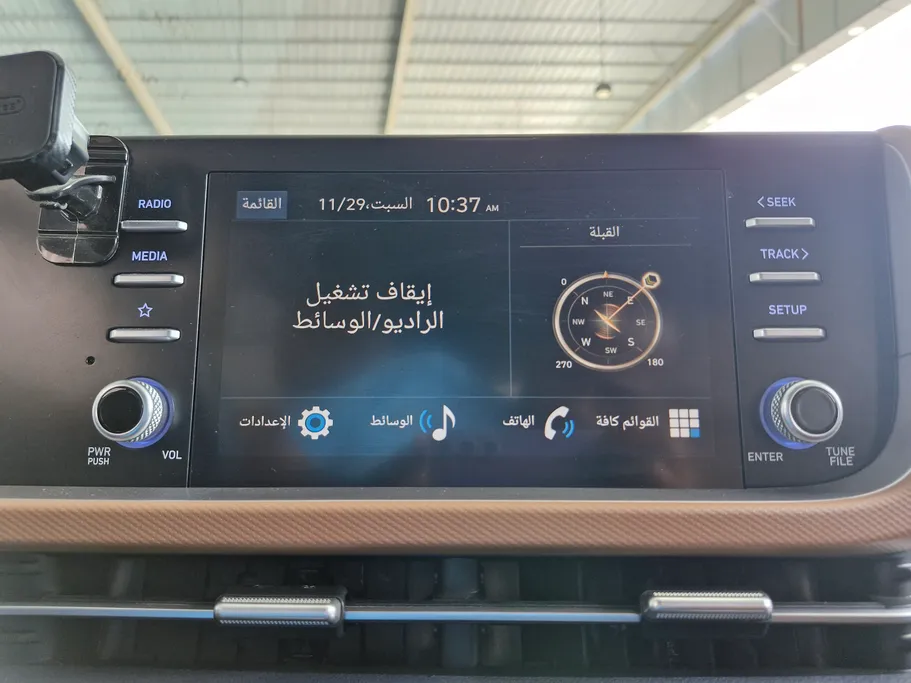 RADIO
MEDIA
PWR
PUSH
VOL
القائمة
السبت، 11/29
10:37 AM
إيقاف تشغيل
الراديو/الوسائط
القبلة
0
N
NE
E
NW
SE
W
SW
S
270
180
القوائم كافة
الهاتف
الوسائط
الإعدادات
<SEEK
TRACK>
SETUP
ENTER
TUNE
FILE